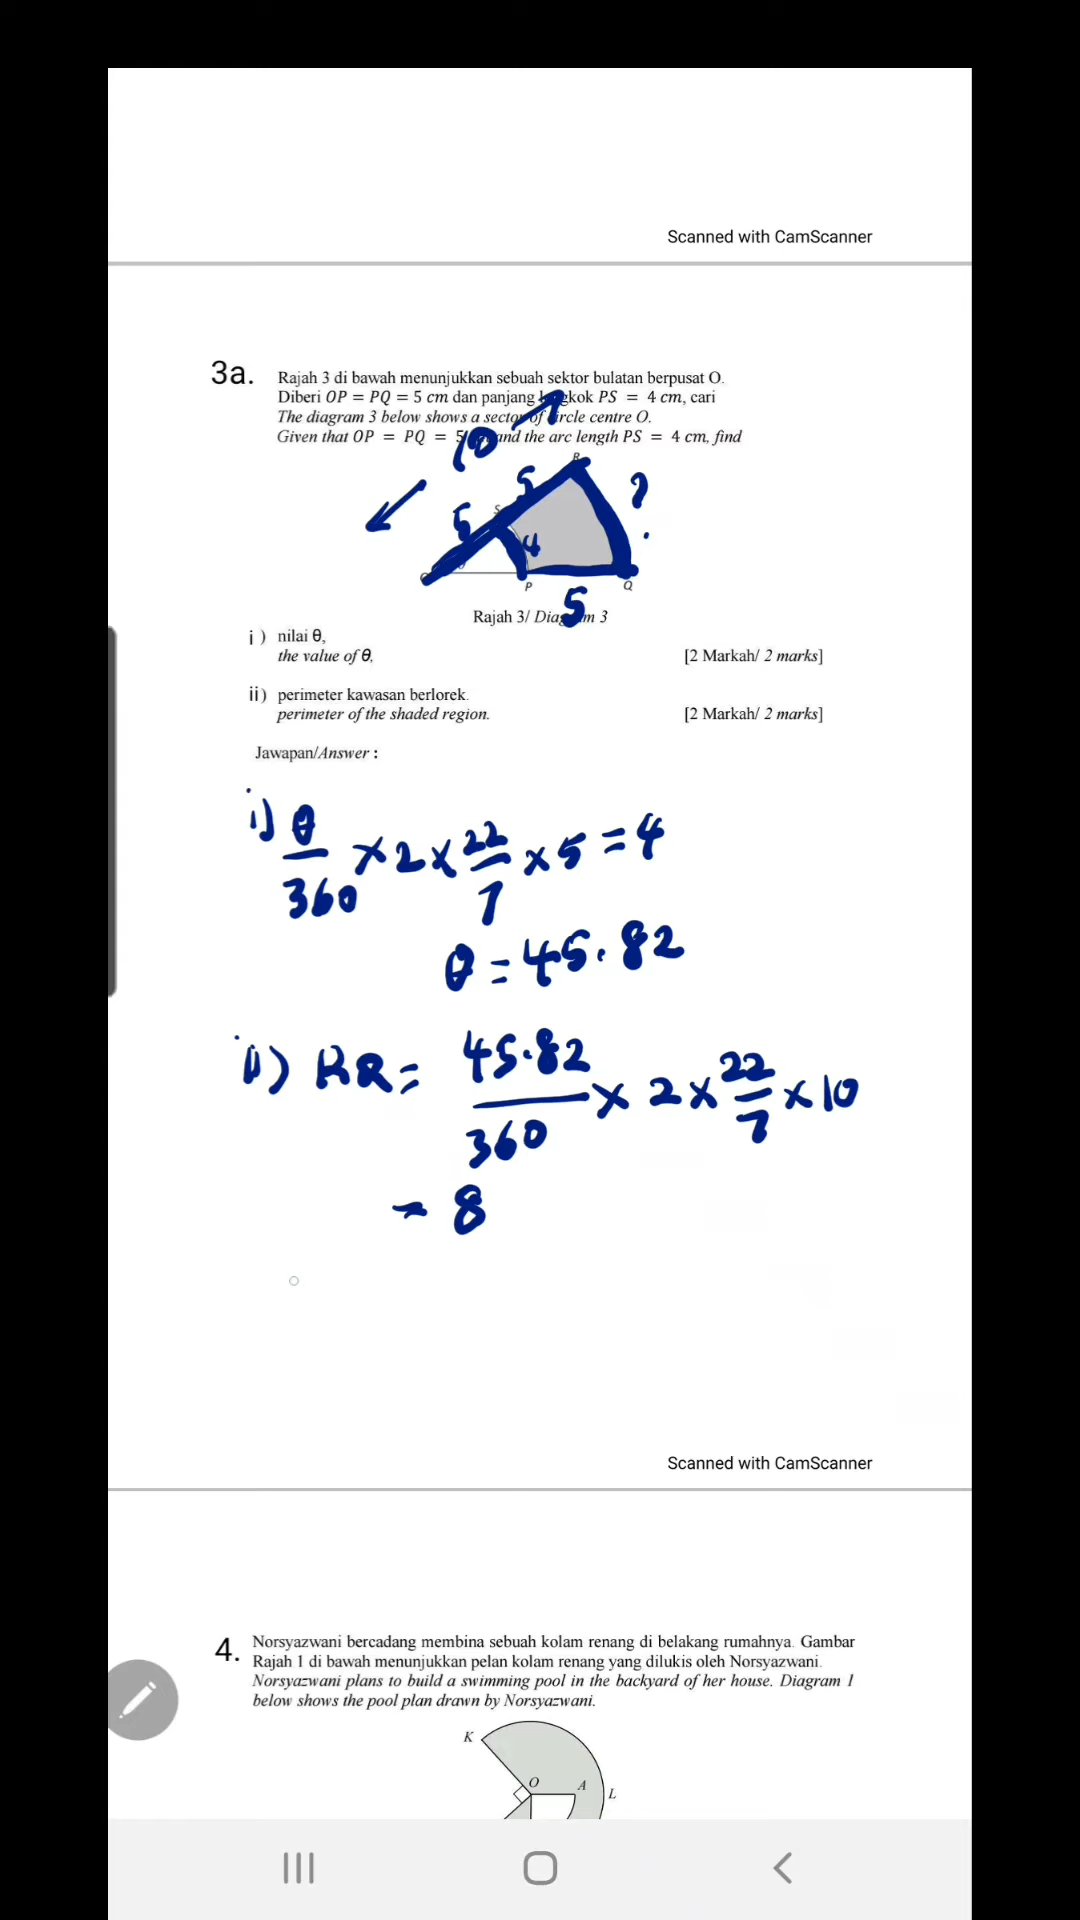 Scanned with CamScanner
3a. Rajah 3 di bawah menunjukkan sebuah sektor bulatan berpusat O.
Diberi OP = PQ = 5 cm dan panjang PS = 4 cm, cari
The diagram 3 below shows a sector of circle centre O.
Given that OP = PQ = 5 and the arc length PS = 4 cm, find
10
R
5
?
S
5
4
P
Q
5
Rajah 3/ Diagram 3
i ) nilai θ,
the value of θ,
[2 Markah/ 2 marks]
ii) perimeter kawasan berlorek.
perimeter of the shaded region.
[2 Markah/ 2 marks]
Jawapan/Answer :
i) θ/360 × 2 × 22/7 × 5 = 4
θ = 45.82
ii) RQ = 45.82/360 × 2 × 22/7 × 10
= 8
Scanned with CamScanner
4. Norsyazwani bercadang membina sebuah kolam renang di belakang rumahnya. Gambar
Rajah 1 di bawah menunjukkan pelan kolam renang yang dilukis oleh Norsyazwani.
Norsyazwani plans to build a swimming pool in the backyard of her house. Diagram 1
below shows the pool plan drawn by Norsyazwani.
K
O
A
L